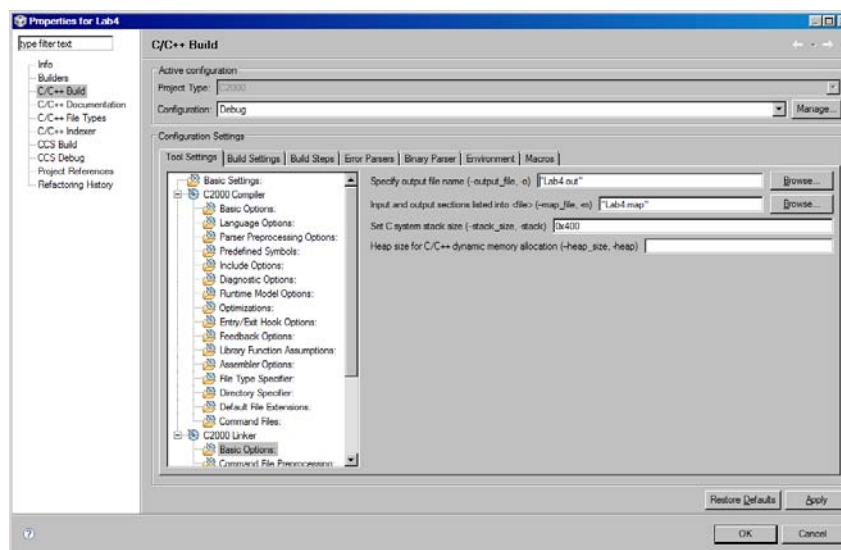 Properties for Lab4
type filter text
Info
Builders
C/C++ Build
C/C++ Documentation
C/C++ File Types
C/C++ Indexer
CCS Build
CCS Debug
Project References
Refactoring History
C/C++ Build
Active configuration
Project Type: C2000
Configuration: Debug
Manage...
Configuration Settings
Tool Settings Build Settings Build Steps Error Parsers Binary Parser Environment Macros
Basic Settings:
C2000 Compiler
Basic Options:
Language Options:
Parser Preprocessing Options:
Predefined Symbols:
Include Options:
Diagnostic Options:
Runtime Model Options:
Optimizations:
Entry/Exit Hook Options:
Feedback Options:
Library Function Assumptions:
Assembler Options:
File Type Specifier:
Directory Specifier:
Default File Extensions:
Command Files:
C2000 Linker
Basic Options:
Command File Preprocessing:
Specify output file name (--output_file, -o) "Lab4.out" Browse...
Input and output sections listed into <file> (--map_file, -m) "Lab4.map" Browse...
Set C system stack size (--stack_size, -stack) 0x400
Heap size for C/C++ dynamic memory allocation (--heap_size, -heap)
Restore Defaults Apply
OK Cancel